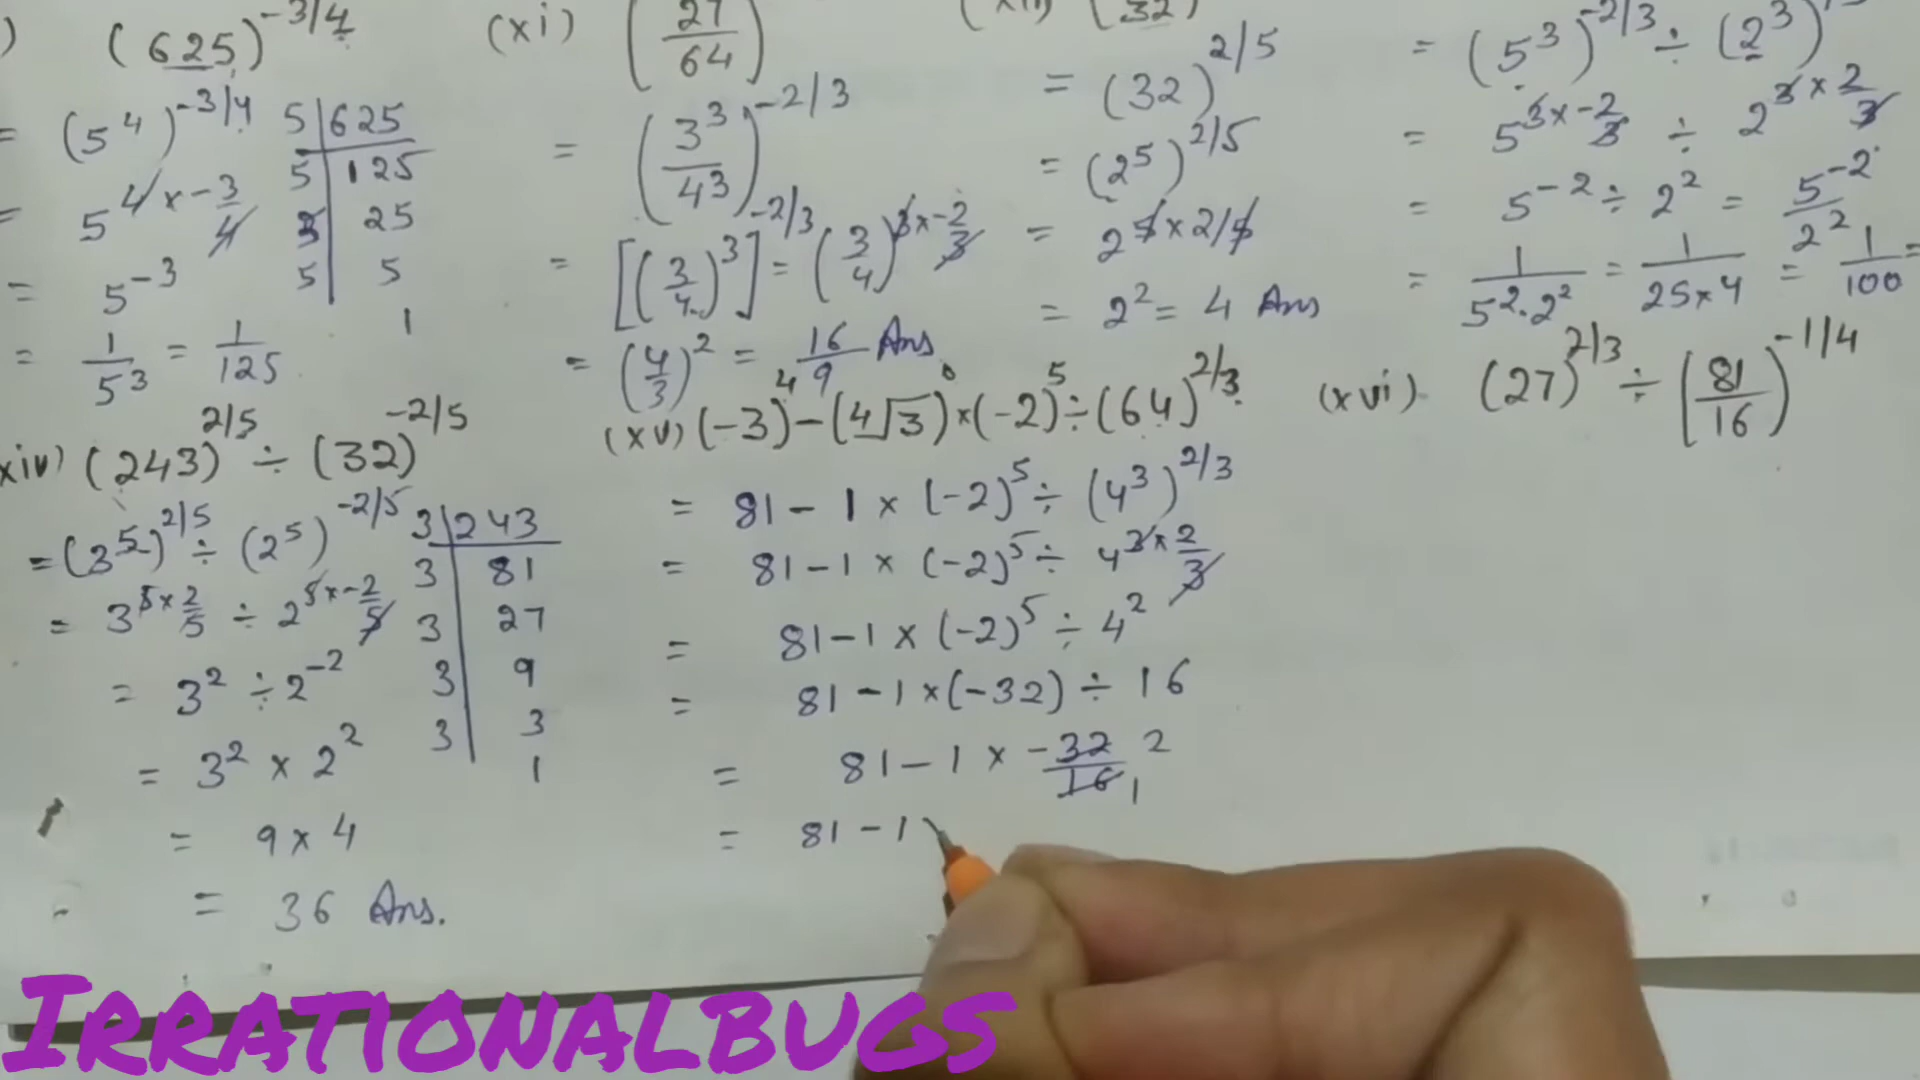 (625)^{-3/4}
= (5^4)^{-3/4}
= 5^{4 × -3/4}
= 5^{-3}
= 1/5^3 = 1/125
5 | 625
5 | 125
5 | 25
5 | 5
1
(xi) (27/64)
= (3^3/4^3)^{-2/3}
= [(3/4)^3]^{-2/3} = (3/4)^{3 × -2/3}
= (4/3)^2 = 16/9 Ans
(32)
= (32)^{2/5}
= (2^5)^{2/5}
= 2^{5 × 2/5}
= 2^2 = 4 Ans
= (5^3)^{-2/3} ÷ (2^3)
= 5^{3 × -2/3} ÷ 2^{3 × 2/3}
= 5^{-2} ÷ 2^2 = 5^{-2}/2^2
= 1/5^2·2^2 = 1/25×4 = 1/100 =
xiv) (243)^{2/5} ÷ (32)^{-2/5}
= (3^5)^{2/5} ÷ (2^5)^{-2/5}
= 3^{5 × 2/5} ÷ 2^{5 × -2/5}
= 3^2 ÷ 2^{-2}
= 3^2 × 2^2
= 9 × 4
= 36 Ans.
3 | 243
3 | 81
3 | 27
3 | 9
3 | 3
1
(xv) (-3)^4 - (4√3)^0 × (-2)^5 ÷ (64)^{2/3}
= 81 - 1 × (-2)^5 ÷ (4^3)^{2/3}
= 81 - 1 × (-2)^5 ÷ 4^{3 × 2/3}
= 81 - 1 × (-2)^5 ÷ 4^2
= 81 - 1 × (-32) ÷ 16
= 81 - 1 × -32/16 2 1
= 81 - 1 ×
(xvi) (27)^{2/3} ÷ (81/16)^{-1/4}
IRRATIONALBUGS